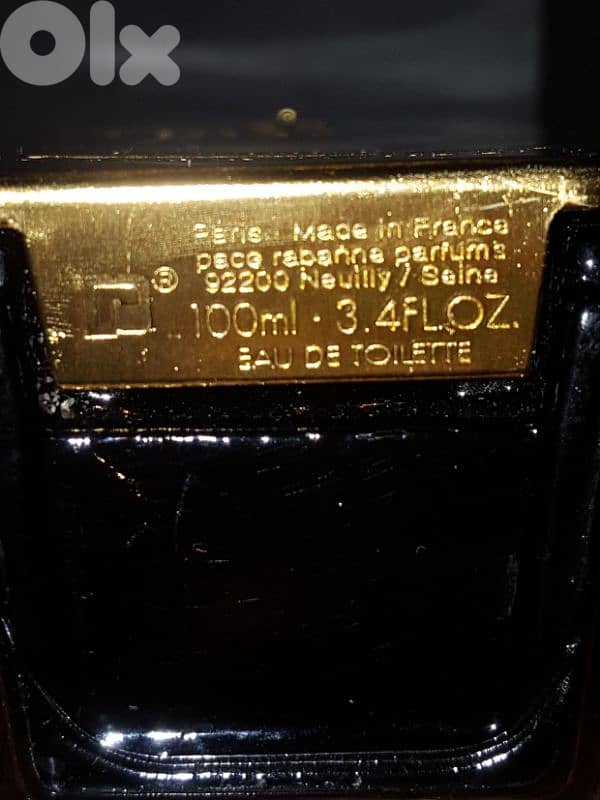 Olx
Paris . Made in France
paco rabanne parfums
92200 Neuilly / Seine
100ml · 3.4FL.OZ.
EAU DE TOILETTE
®